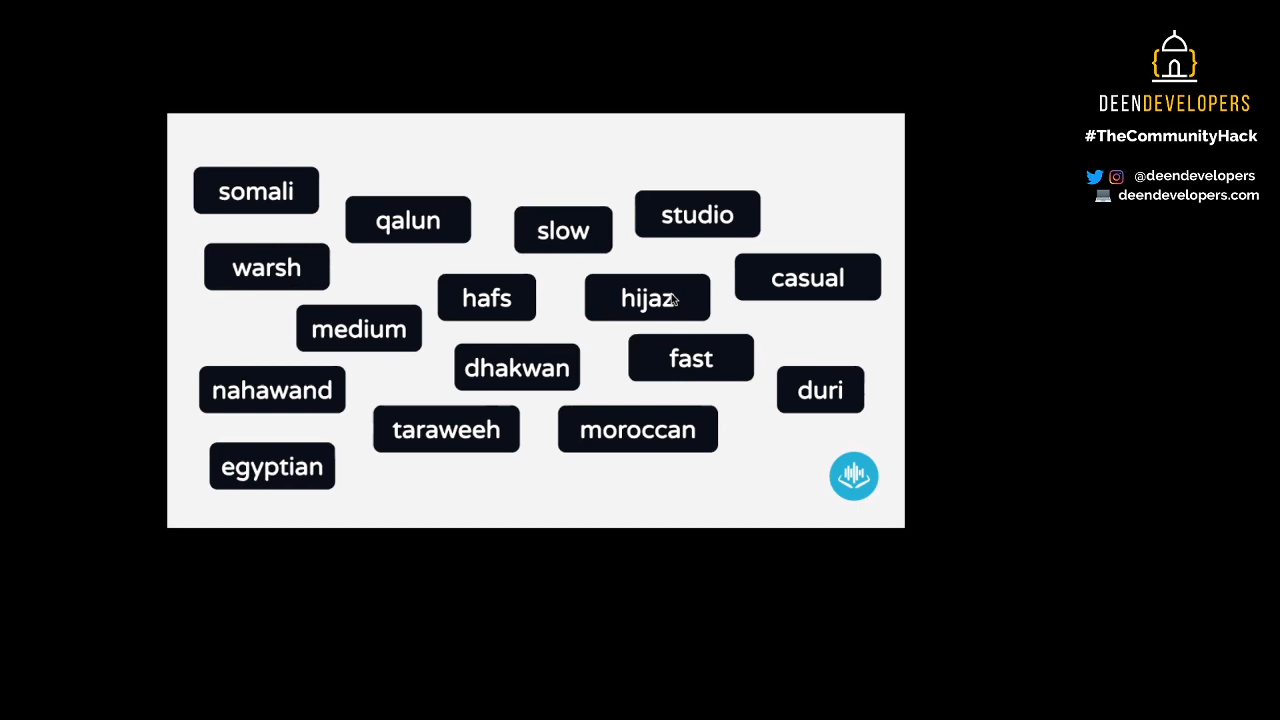 somali
qalun
slow
studio
warsh
hafs
hijaz
casual
medium
dhakwan
fast
nahawand
duri
taraweeh
moroccan
egyptian
DEENDEVELOPERS
#TheCommunityHack
@deendevelopers
deendevelopers.com